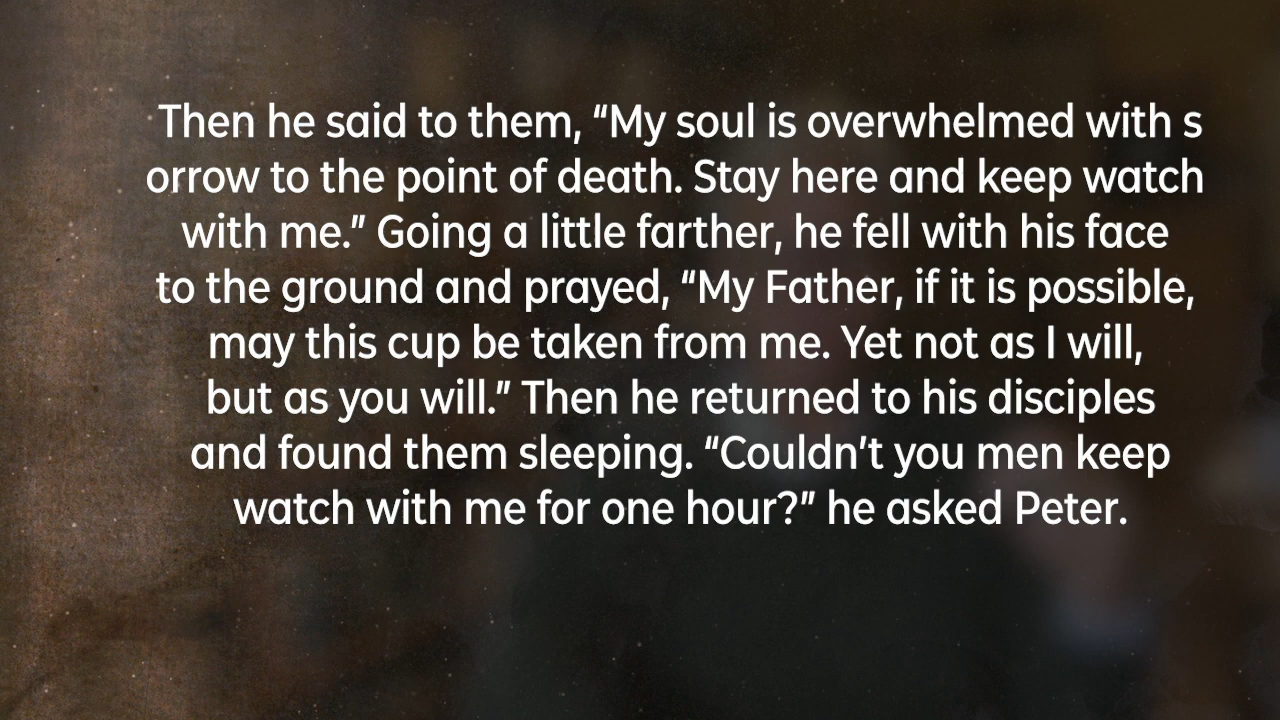 Then he said to them, “My soul is overwhelmed with s
orrow to the point of death. Stay here and keep watch
with me.” Going a little farther, he fell with his face
to the ground and prayed, “My Father, if it is possible,
may this cup be taken from me. Yet not as I will,
but as you will.” Then he returned to his disciples
and found them sleeping. “Couldn’t you men keep
watch with me for one hour?” he asked Peter.